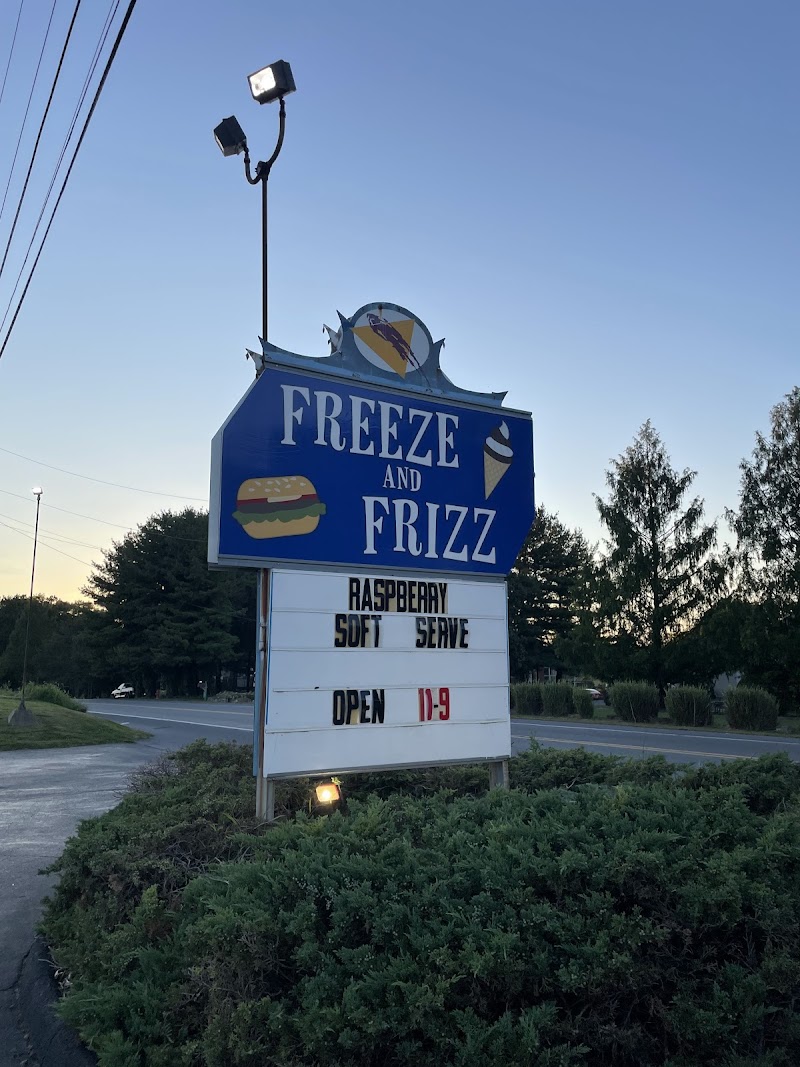 FREEZE
AND
FRIZZ
RASPBERRY
SOFT SERVE
OPEN 11-9